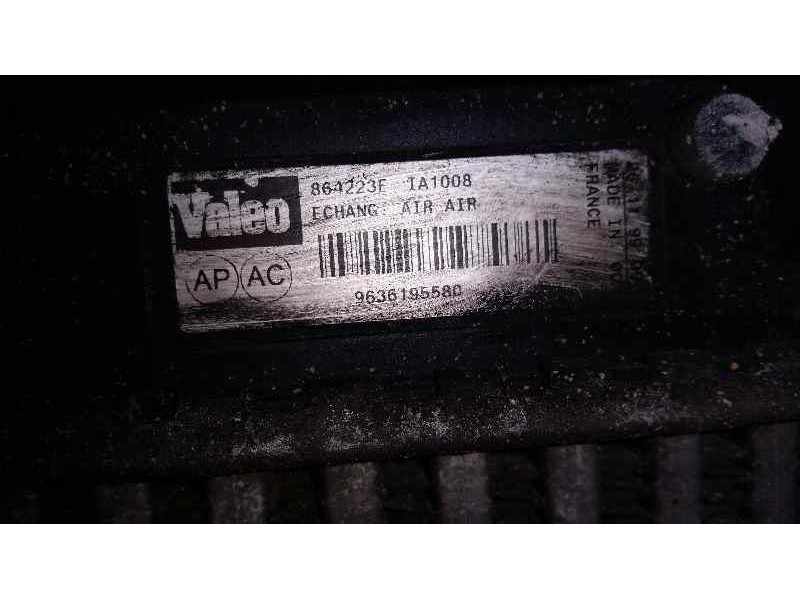 Valeo
864223F IA1008
ECHANG. AIR AIR
AP AC
9636195580
MADE IN
FRANCE